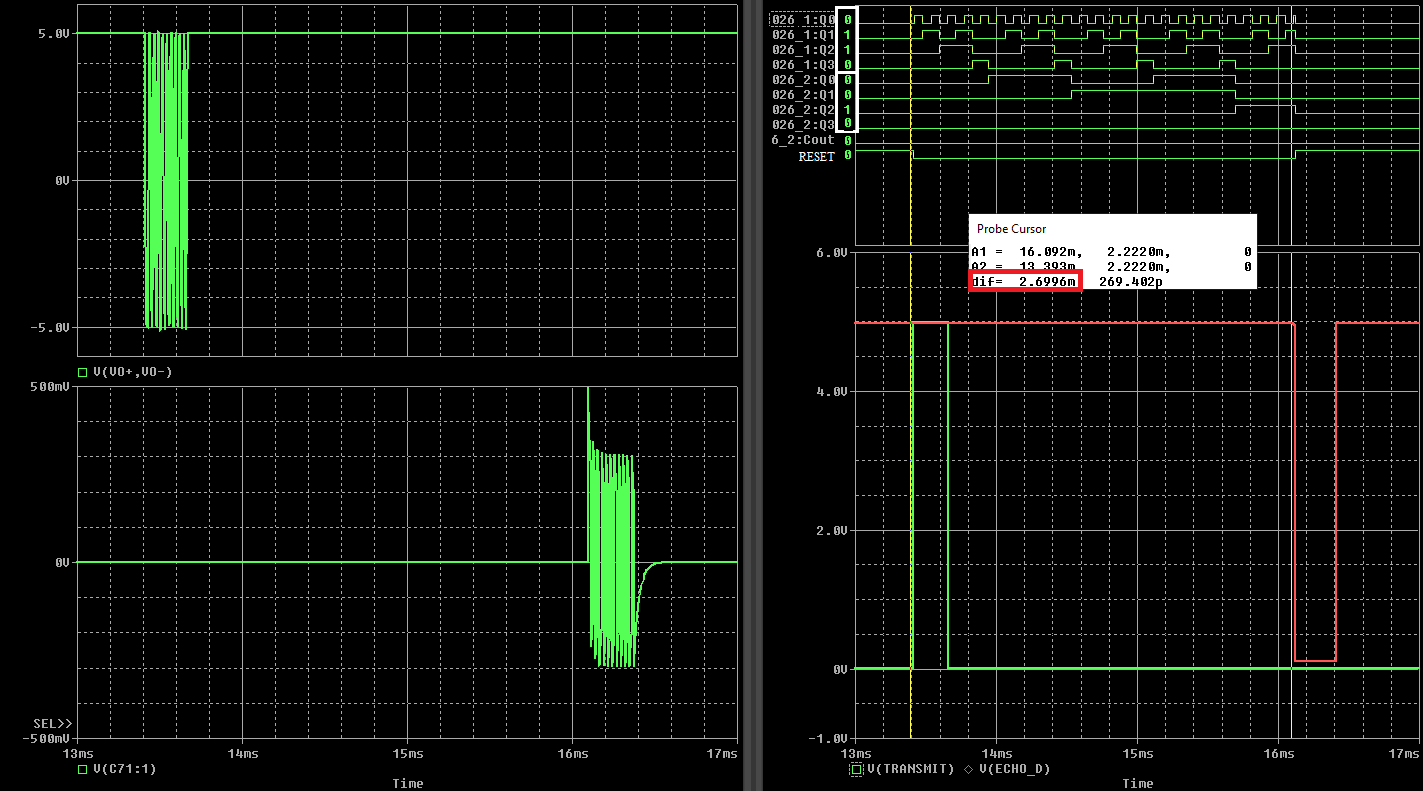 5.0V
0V
-5.0V
V(VO+,VO-)
500mV
0V
SEL>>
-500mV
13ms 14ms 15ms 16ms 17ms
V(C71:1)
Time
026_1:Q0 0
026_1:Q1 1
026_1:Q2 1
026_1:Q3 0
026_2:Q0 0
026_2:Q1 0
026_2:Q2 1
026_2:Q3 0
6_2:Cout 0
RESET 0
Probe Cursor
A1 = 16.092m, 2.2220m, 0
A2 = 13.393m, 2.2220m, 0
dif= 2.6996m 269.402p
6.0V
4.0V
2.0V
0V
-1.0V
13ms 14ms 15ms 16ms 17ms
V(TRANSMIT) V(ECHO_D)
Time